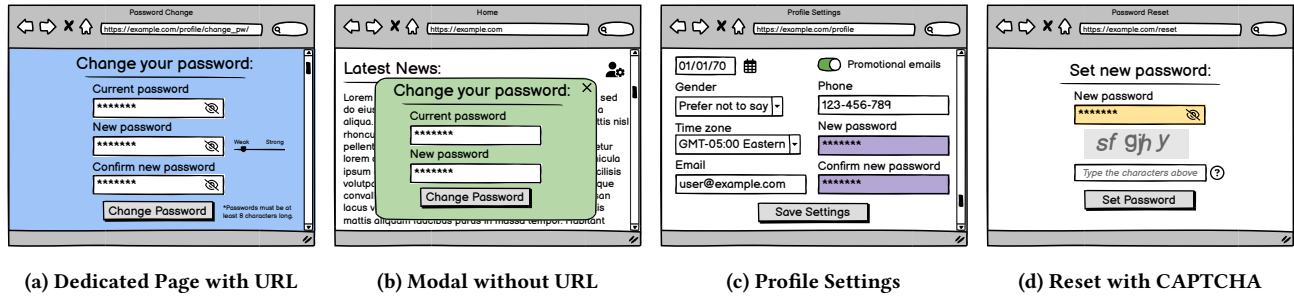 Password Change
https://example.com/profile/change_pw/
Change your password:
Current password
*******
New password
*******
Weak Strong
Confirm new password
*******
Change Password
*Passwords must be at
least 8 characters long.
(a) Dedicated Page with URL
Home
https://example.com
Latest News:
Lorem sed
do eius a
aliqua. ttis nisl
rhoncu
pellent etur
lorem nicula
ipsum cilisis
volutpa que
conval san
lacus v is
mattis aliquam faucibus purus in massa tempor. Habitant
Change your password:
Current password
*******
New password
*******
Change Password
(b) Modal without URL
Profile Settings
https://example.com/profile
01/01/70
Promotional emails
Gender
Prefer not to say
Phone
123-456-789
Time zone
GMT-05:00 Eastern
New password
*******
Email
user@example.com
Confirm new password
*******
Save Settings
(c) Profile Settings
Password Reset
https://example.com/reset
Set new password:
New password
*******
sf gjhy
Type the characters above
?
Set Password
(d) Reset with CAPTCHA